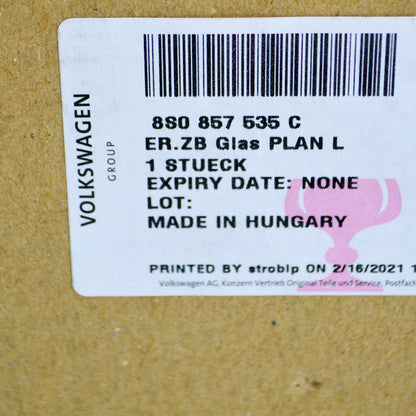 VOLKSWAGEN
GROUP
8S0 857 535 C
ER.ZB Glas PLAN L
1 STUECK
EXPIRY DATE: NONE
LOT:
MADE IN HUNGARY
PRINTED BY stroblp ON 2/16/2021 1
Volkswagen AG, Konzern Vertrieb Original Teile und Service, Postfach